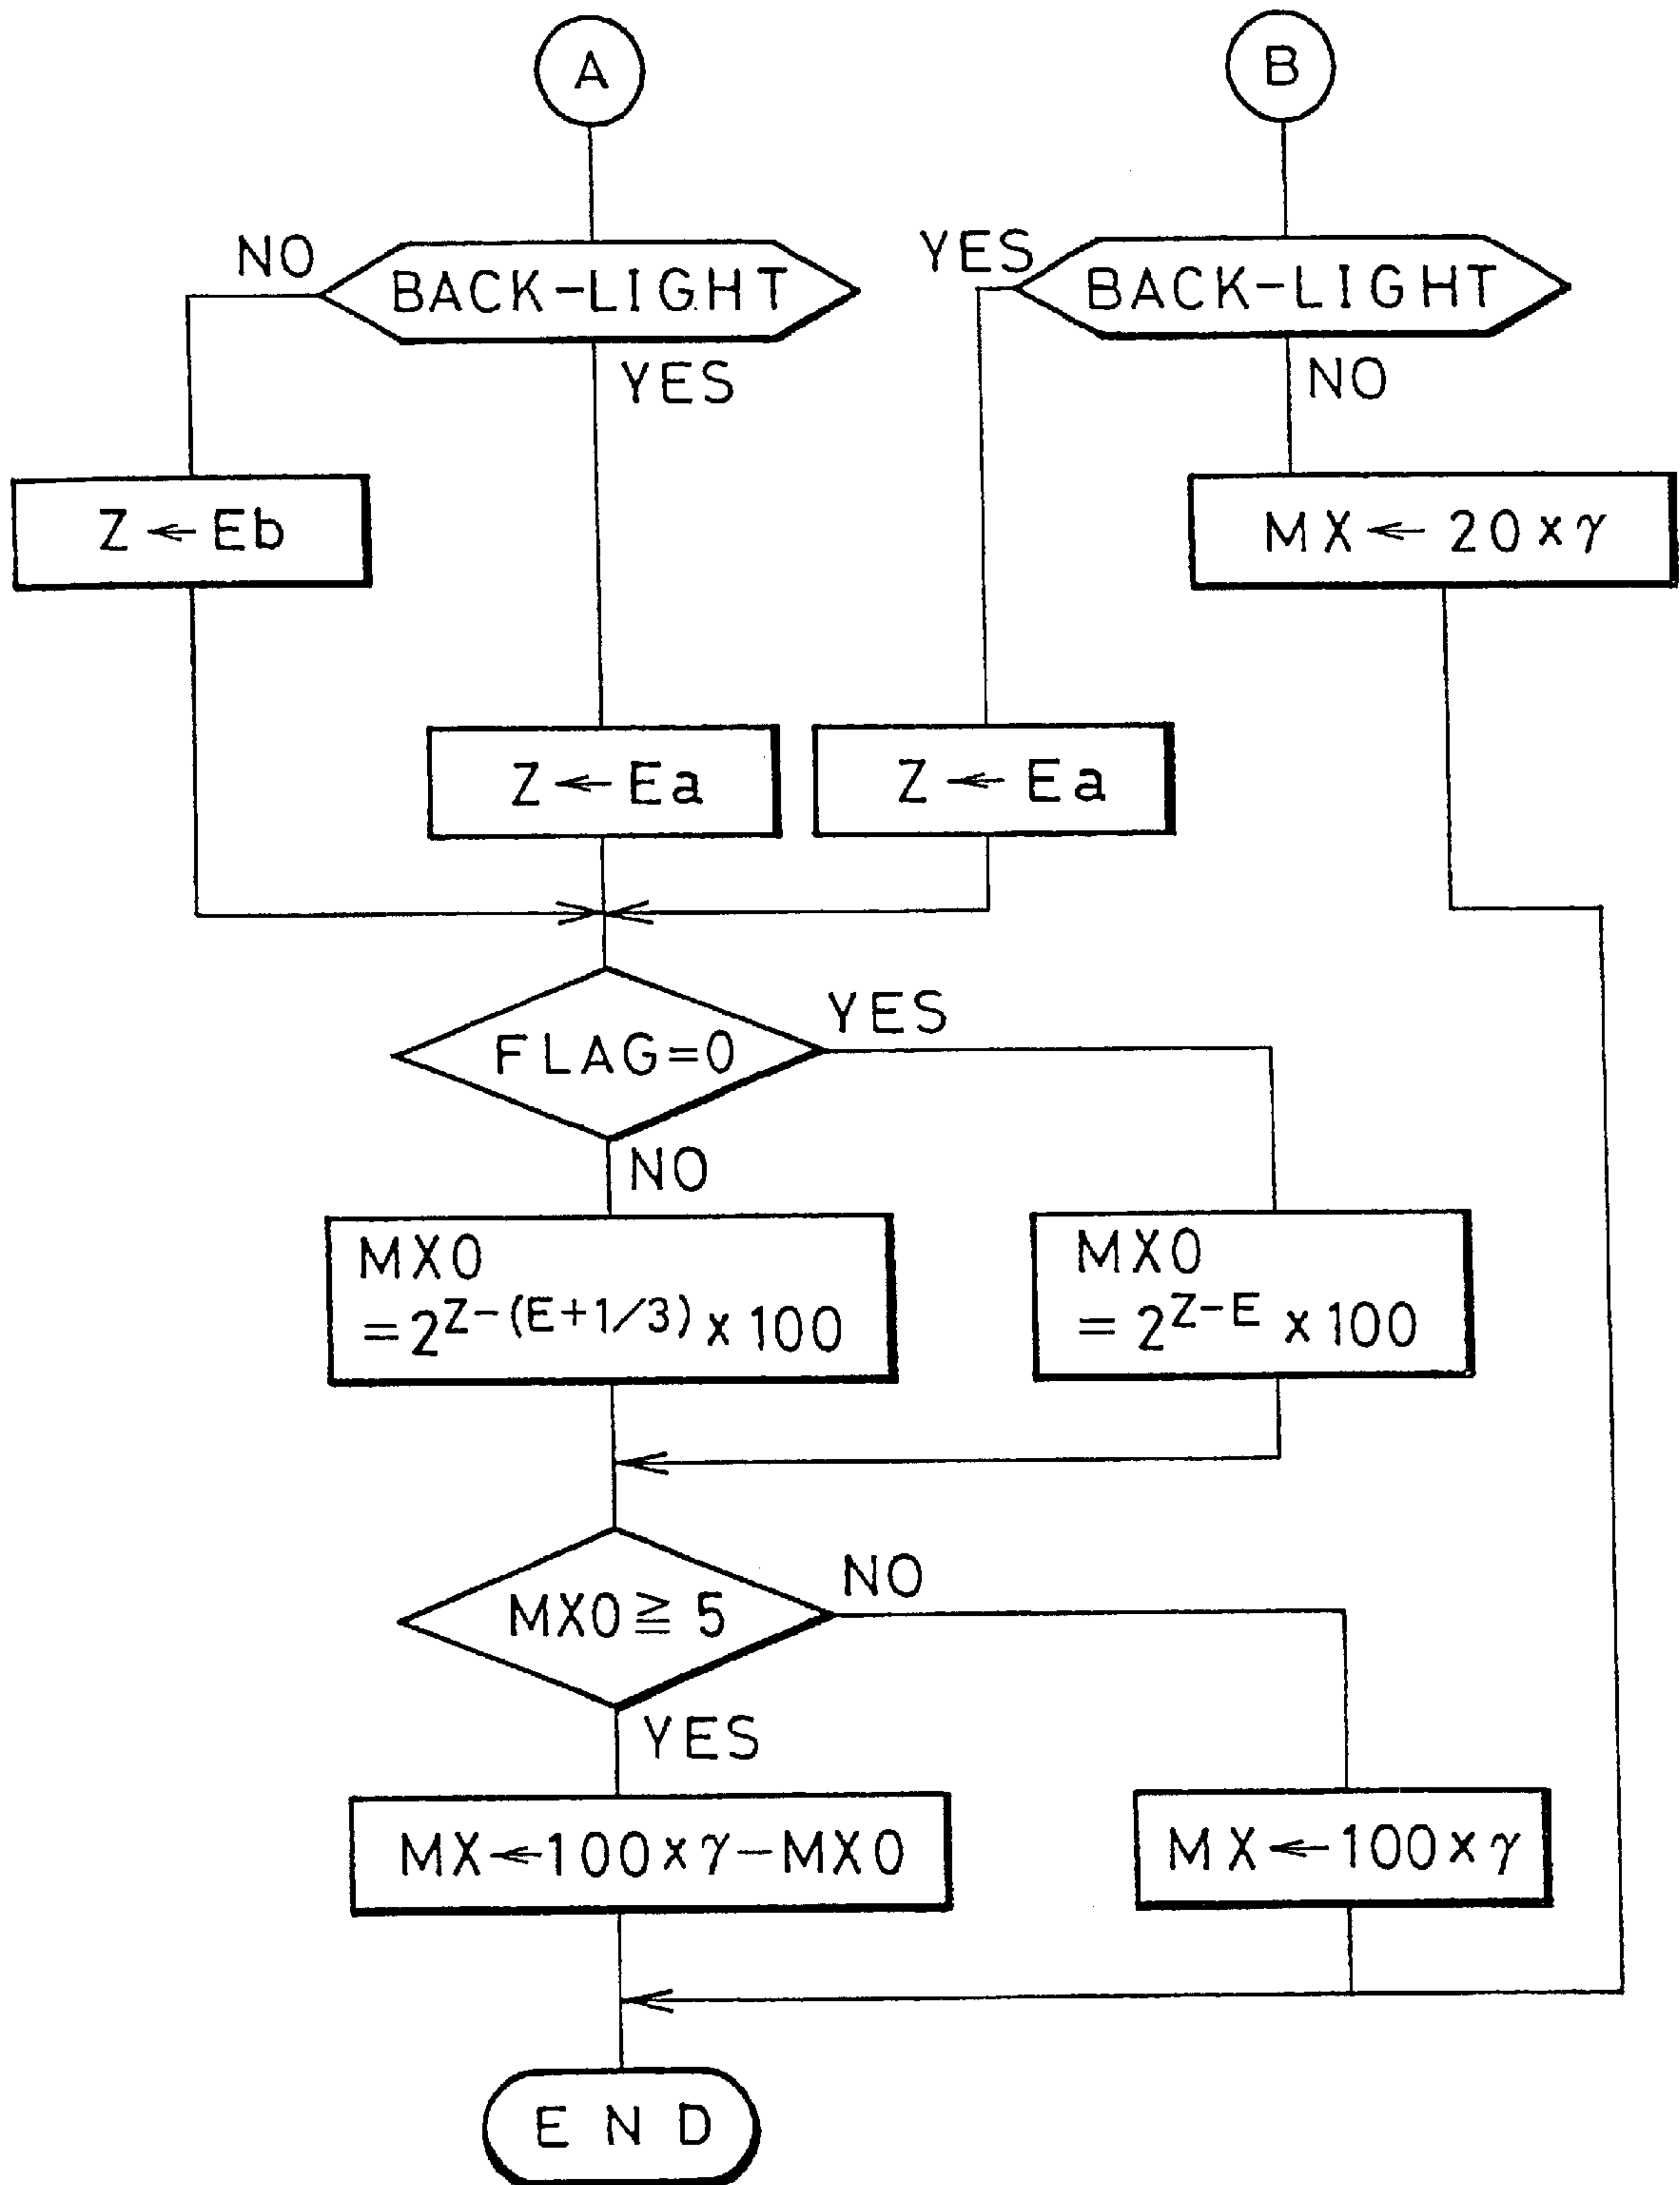 A
B
NO
BACK-LIGHT
YES
YES
BACK-LIGHT
NO
Z ← Eb
MX ← 20 × γ
Z ← Ea
Z ← Ea
FLAG=0
YES
NO
MX0
=2^{Z-(E+1/3)} × 100
MX0
=2^{Z-E} × 100
MX0 ≧ 5
NO
YES
MX ← 100 × γ - MX0
MX ← 100 × γ
END